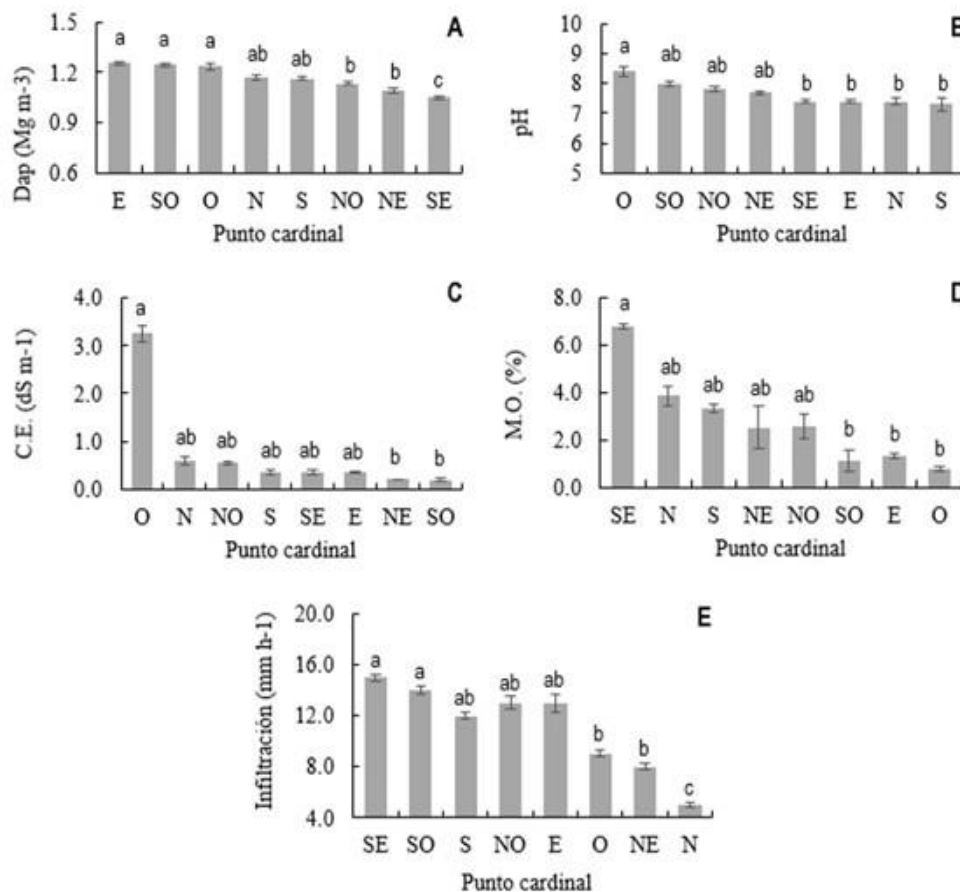 A
Dap (Mg m-3)
1.5
1.2
0.9
0.6
a a a ab ab b b c
E SO O N S NO NE SE
Punto cardinal
B
pH
10
9
8
7
6
5
a ab ab ab b b b b
O SO NO NE SE E N S
Punto cardinal
C
C.E. (dS m-1)
4.0
3.0
2.0
1.0
0.0
a ab ab ab ab ab b b
O N NO S SE E NE SO
Punto cardinal
D
M.O. (%)
8.0
6.0
4.0
2.0
0.0
a ab ab ab ab b b b
SE N S NE NO SO E O
Punto cardinal
E
Infiltración (mm h-1)
20.0
16.0
12.0
8.0
4.0
a a ab ab ab b b c
SE SO S NO E O NE N
Punto cardinal